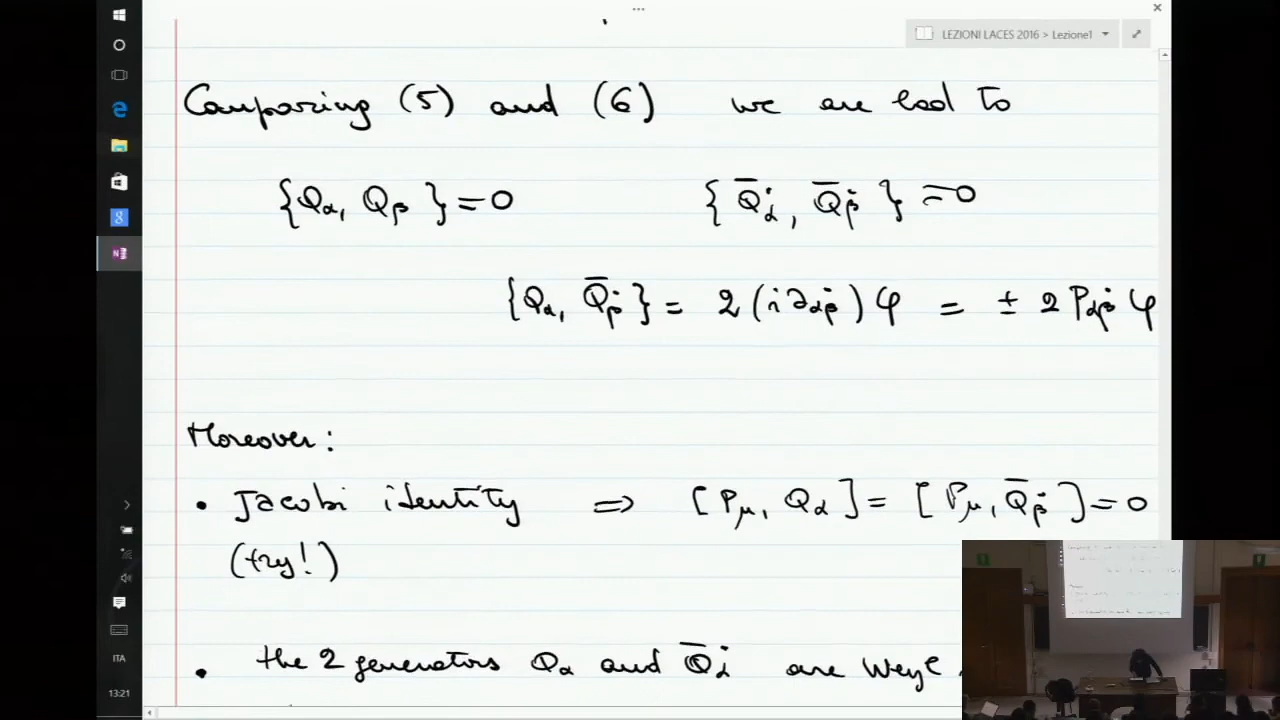 LEZIONI LACES 2016 > Lezione1
Comparing (5) and (6) we are led to
{Qα, Qβ} = 0 {Q̄α̇, Q̄β̇} = 0
{Qα, Q̄β̇} = 2(i∂αβ̇)φ = ± 2 Pαβ̇ φ
Moreover:
• Jacobi identity ⇒ [Pμ, Qα] = [Pμ, Q̄β̇] = 0
(try!)
• the 2 generators Qα and Q̄α̇ are Weyl
ITA
13:21